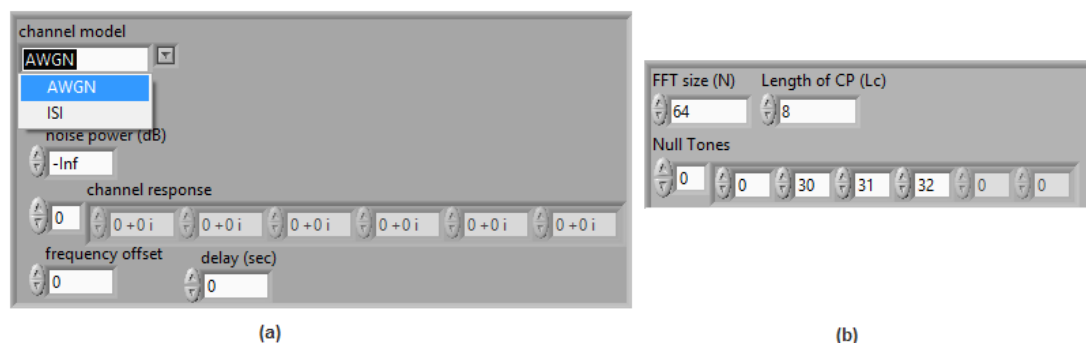 channel model
AWGN
AWGN
ISI
noise power (dB)
-Inf
channel response
0 0 +0 i 0 +0 i 0 +0 i 0 +0 i 0 +0 i 0 +0 i
frequency offset delay (sec)
0 0
(a)
FFT size (N) Length of CP (Lc)
64 8
Null Tones
0 0 30 31 32 0 0
(b)